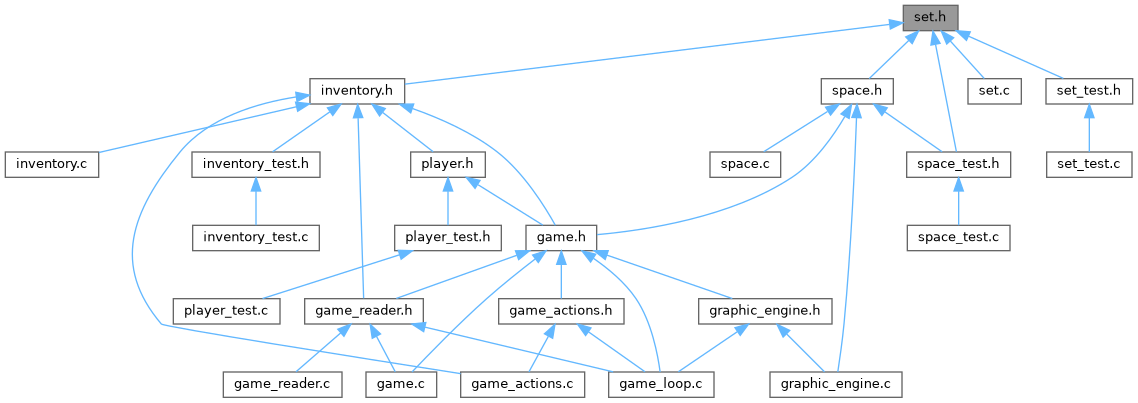 set.h
inventory.h
space.h
set.c
set_test.h
inventory.c
inventory_test.h
player.h
space.c
space_test.h
set_test.c
inventory_test.c
player_test.h
game.h
space_test.c
player_test.c
game_reader.h
game_actions.h
graphic_engine.h
game_reader.c
game.c
game_actions.c
game_loop.c
graphic_engine.c